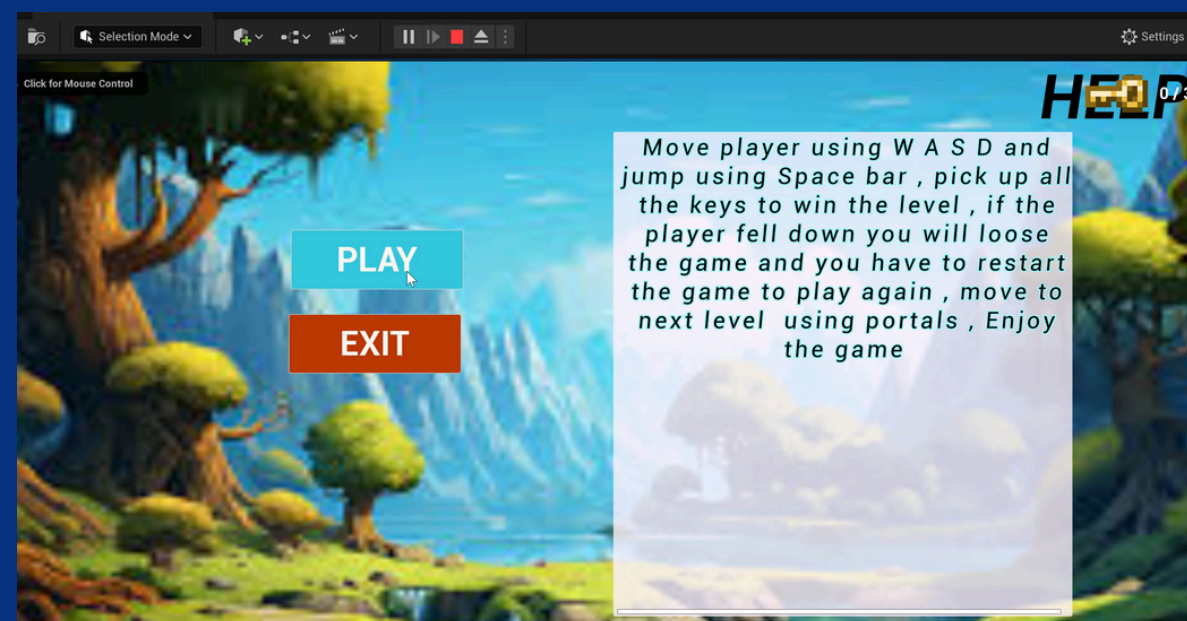 Selection Mode
Settings
Click for Mouse Control
HELP
0/3
Move player using W A S D and
jump using Space bar , pick up all
the keys to win the level , if the
player fell down you will loose
the game and you have to restart
the game to play again , move to
next level using portals , Enjoy
the game
PLAY
EXIT